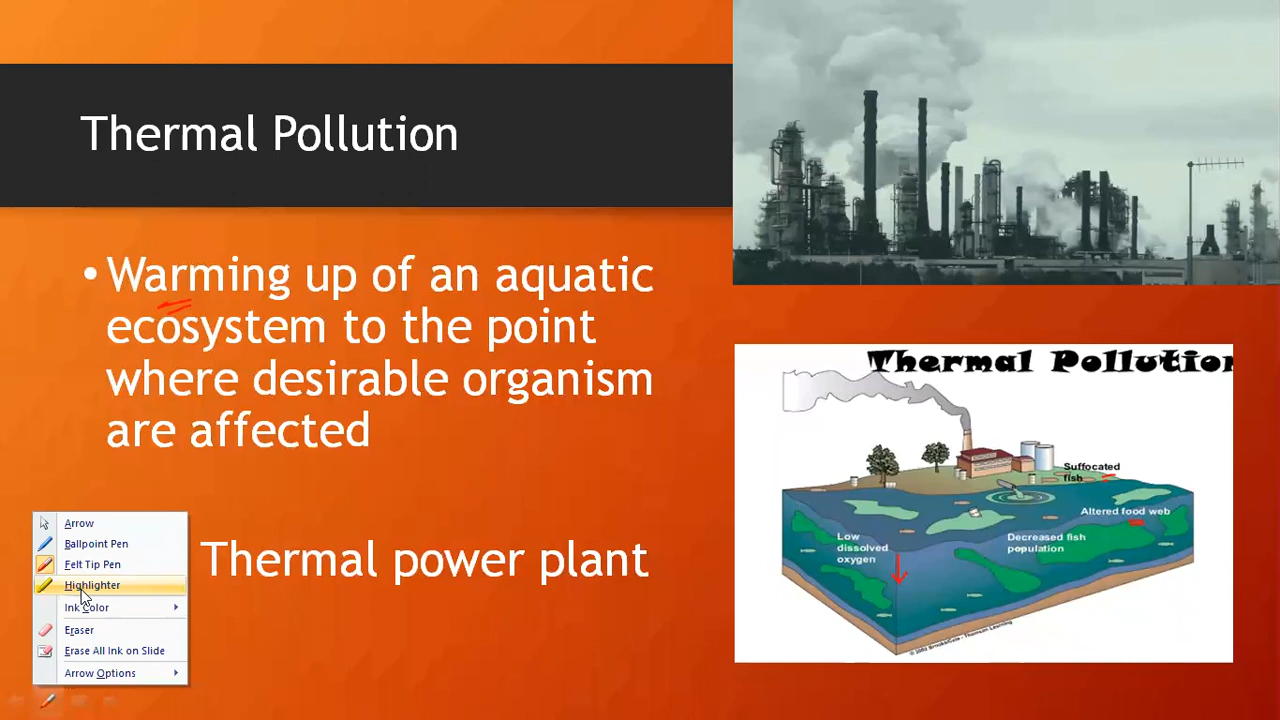 Thermal Pollution
• Warming up of an aquatic
ecosystem to the point
where desirable organism
are affected
Thermal power plant
Arrow
Ballpoint Pen
Felt Tip Pen
Highlighter
Ink Color
Eraser
Erase All Ink on Slide
Arrow Options
Thermal Pollution
Suffocated
fish
Altered food web
Low
dissolved
oxygen
Decreased fish
population